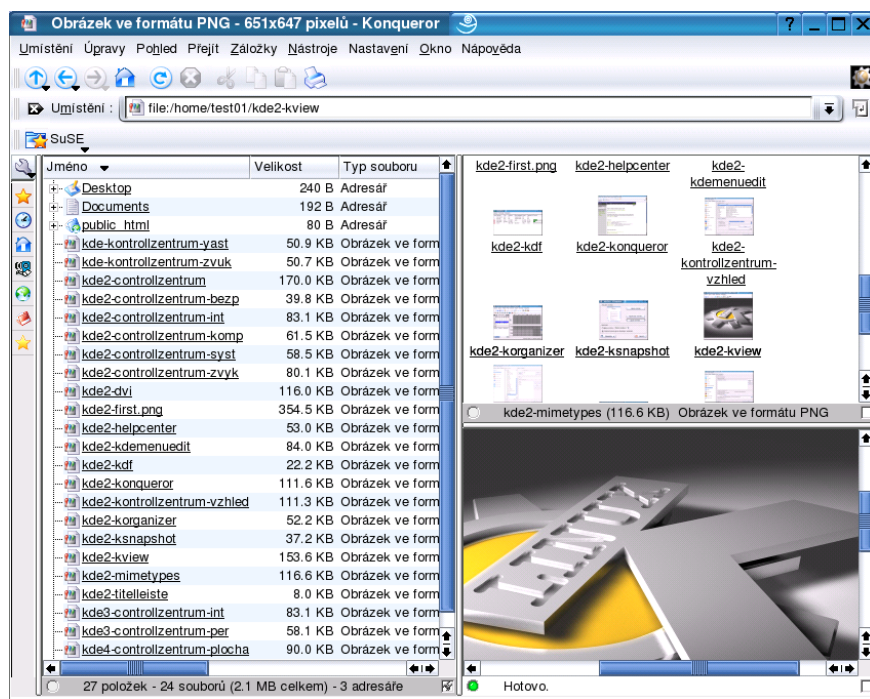 Obrázek ve formátu PNG - 651x647 pixelů - Konqueror
Umístění Úpravy Pohled Přejít Záložky Nástroje Nastavení Okno Nápověda
Umístění : file:/home/test01/kde2-kview
SuSE
Jméno Velikost Typ souboru
Desktop 240 B Adresář
Documents 192 B Adresář
public_html 80 B Adresář
kde-kontrollzentrum-yast 50.9 KB Obrázek ve form
kde-kontrollzentrum-zvuk 50.7 KB Obrázek ve form
kde2-controllzentrum 170.0 KB Obrázek ve form
kde2-controllzentrum-bezp 39.8 KB Obrázek ve form
kde2-controllzentrum-int 83.1 KB Obrázek ve form
kde2-controllzentrum-komp 61.5 KB Obrázek ve form
kde2-controllzentrum-syst 58.5 KB Obrázek ve form
kde2-controllzentrum-zvyk 80.1 KB Obrázek ve form
kde2-dvi 116.0 KB Obrázek ve form
kde2-first.png 354.5 KB Obrázek ve form
kde2-helpcenter 53.0 KB Obrázek ve form
kde2-kdemenuedit 84.0 KB Obrázek ve form
kde2-kdf 22.2 KB Obrázek ve form
kde2-konqueror 111.6 KB Obrázek ve form
kde2-kontrollzentrum-vzhled 111.3 KB Obrázek ve form
kde2-korganizer 52.2 KB Obrázek ve form
kde2-ksnapshot 37.2 KB Obrázek ve form
kde2-kview 153.6 KB Obrázek ve form
kde2-mimetypes 116.6 KB Obrázek ve form
kde2-titelleiste 8.0 KB Obrázek ve form
kde3-controllzentrum-int 83.1 KB Obrázek ve form
kde3-controllzentrum-per 58.1 KB Obrázek ve form
kde4-controllzentrum-plocha 90.0 KB Obrázek ve form
27 položek - 24 souborů (2.1 MB celkem) - 3 adresáře
kde2-first.png kde2-helpcenter kde2-
kdemenuedit
kde2-kdf kde2-konqueror kde2-
kontrollzentrum-
vzhled
kde2-korganizer kde2-ksnapshot kde2-kview
kde2-mimetypes (116.6 KB) Obrázek ve formátu PNG
LINUX
Hotovo.